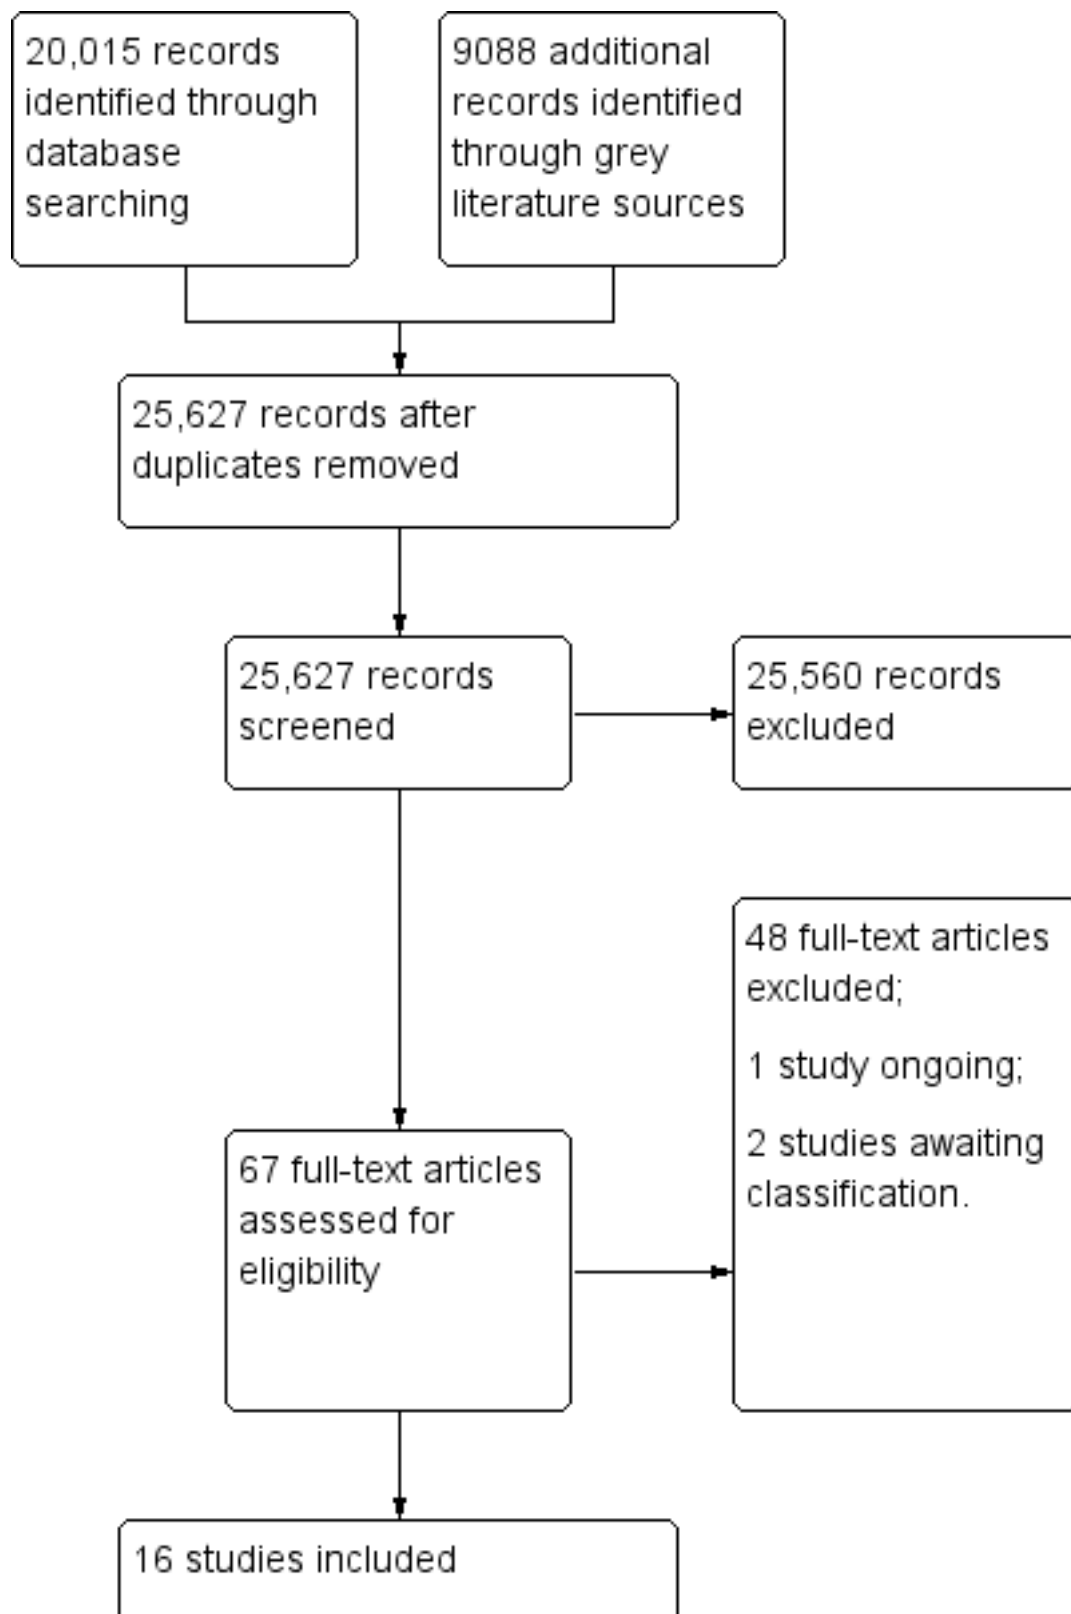 20,015 records
identified through
database
searching
9088 additional
records identified
through grey
literature sources
25,627 records after
duplicates removed
25,627 records
screened
25,560 records
excluded
48 full-text articles
excluded;
1 study ongoing;
2 studies awaiting
classification.
67 full-text articles
assessed for
eligibility
16 studies included